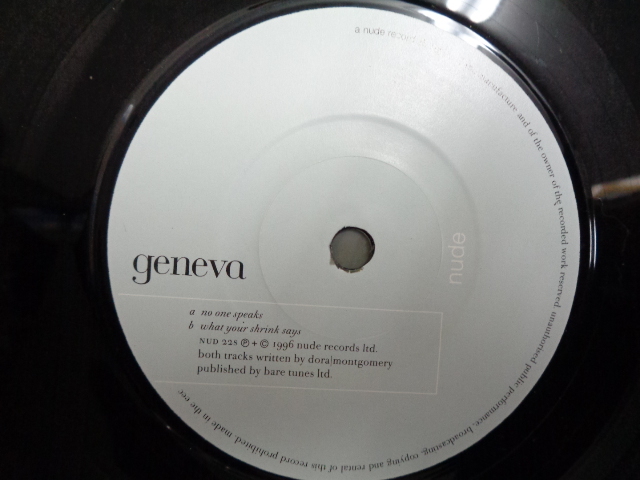 a nude record
manufacture and of the owner of the recorded work reserved. unauthorised public performance, broadcasting, copying and rental of this record prohibited. made in the eec
nude
geneva
a no one speaks
b what your shrink says
NUD 22S ℗ + © 1996 nude records ltd.
both tracks written by dora|montgomery
published by bare tunes ltd.